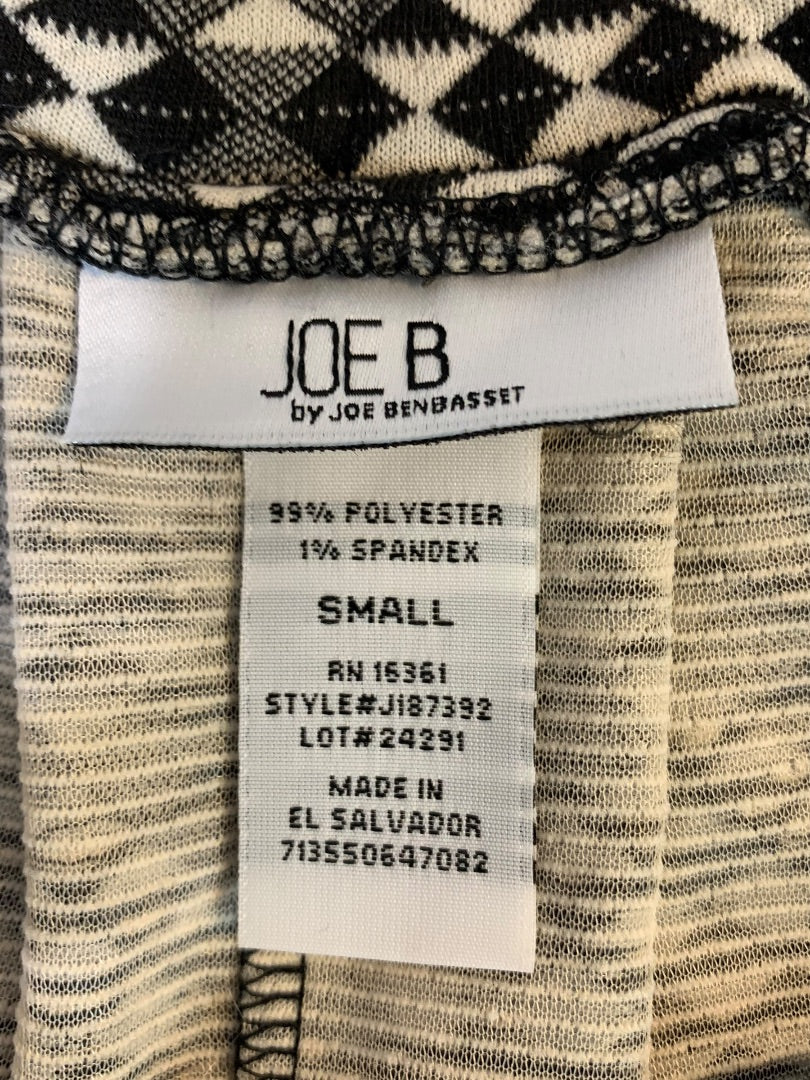 JOE B
by JOE BENBASSET
99% POLYESTER
1% SPANDEX
SMALL
RN 16361
STYLE#J187392
LOT#24291
MADE IN
EL SALVADOR
713550647082